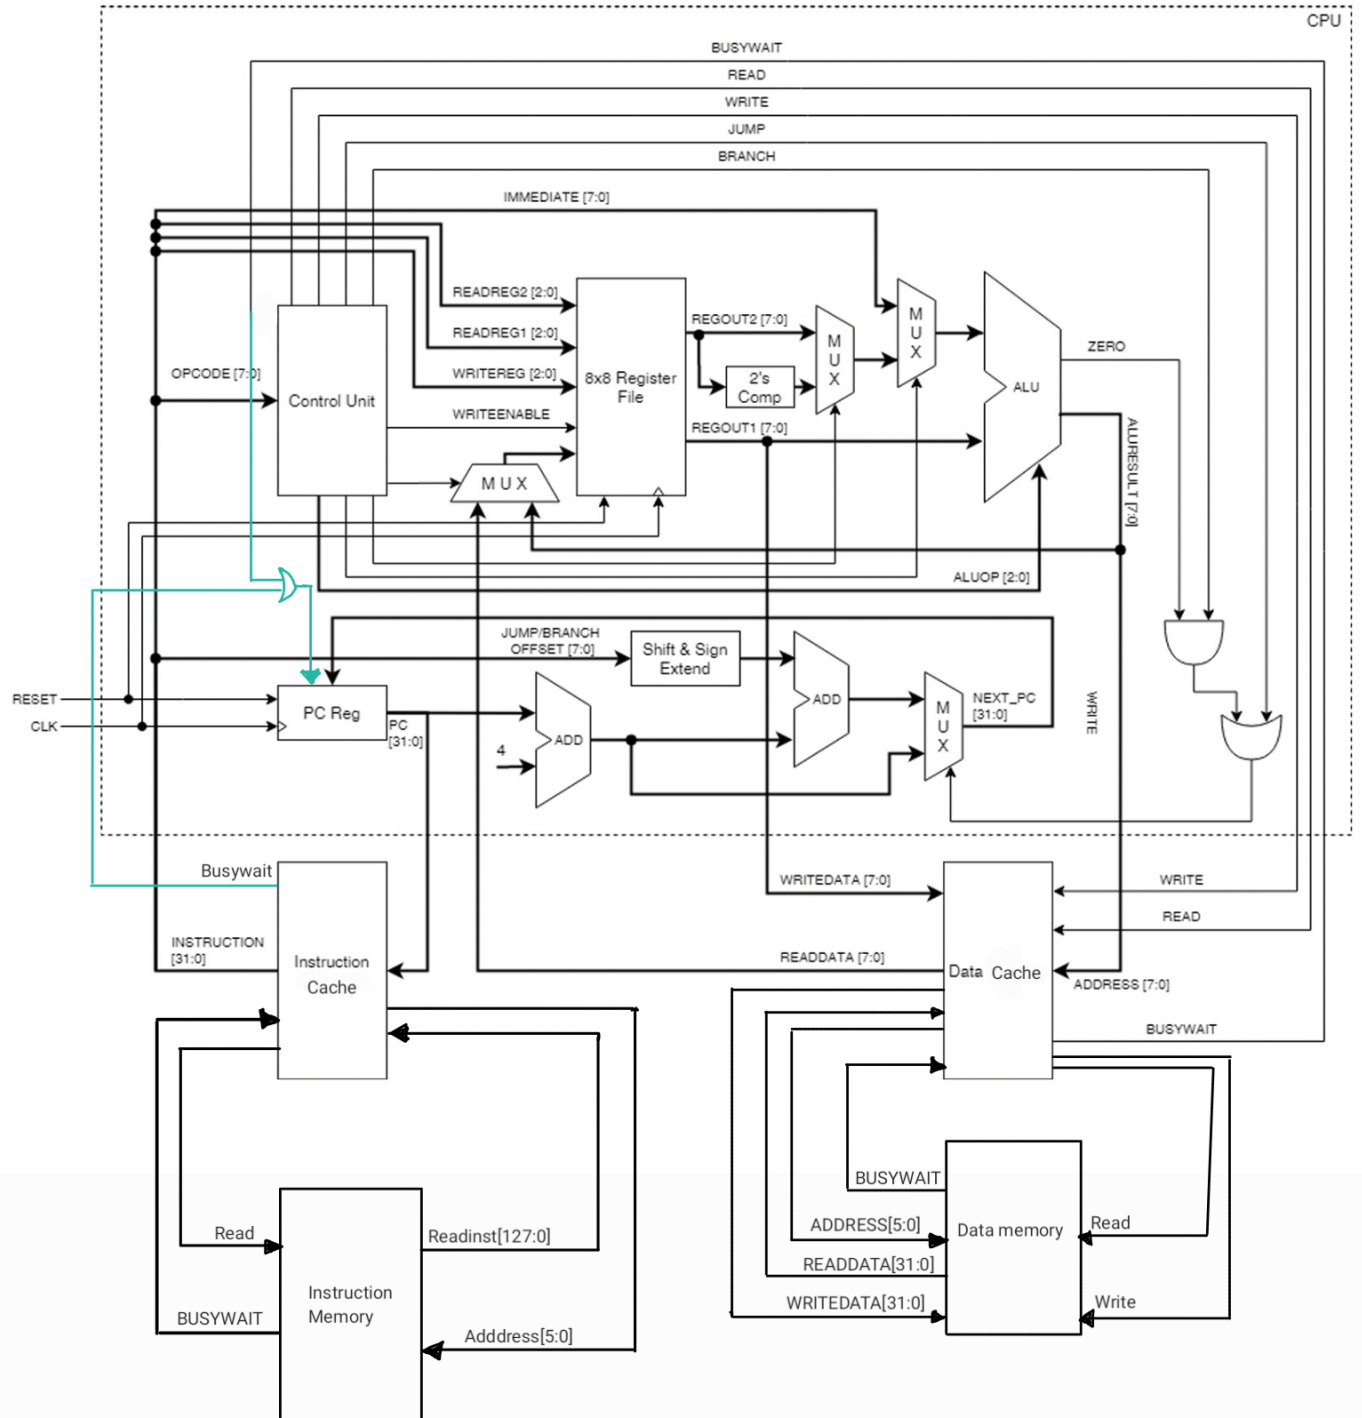 CPU
BUSYWAIT
READ
WRITE
JUMP
BRANCH
IMMEDIATE [7:0]
READREG2 [2:0]
READREG1 [2:0]
WRITEREG [2:0]
WRITEENABLE
OPCODE [7:0]
Control Unit
8x8 Register
File
REGOUT2 [7:0]
2's
Comp
REGOUT1 [7:0]
MUX
MUX
MUX
ALU
ZERO
ALURESULT [7:0]
ALUOP [2:0]
JUMP/BRANCH
OFFSET [7:0]
Shift & Sign
Extend
RESET
CLK
PC Reg
PC
[31:0]
4
ADD
ADD
MUX
NEXT_PC
[31:0]
WRITE
Busywait
INSTRUCTION
[31:0]
Instruction
Cache
WRITEDATA [7:0]
READDATA [7:0]
Data Cache
WRITE
READ
ADDRESS [7:0]
BUSYWAIT
Read
Readinst[127:0]
Instruction
Memory
BUSYWAIT
Adddress[5:0]
BUSYWAIT
ADDRESS[5:0]
READDATA[31:0]
WRITEDATA[31:0]
Data memory
Read
Write